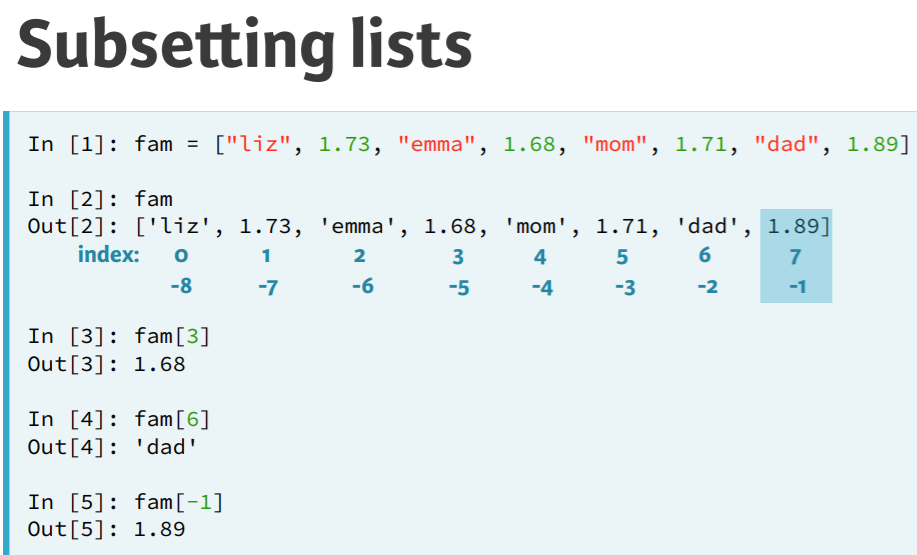 Subsetting lists
In [1]: fam = ["liz", 1.73, "emma", 1.68, "mom", 1.71, "dad", 1.89]
In [2]: fam
Out[2]: ['liz', 1.73, 'emma', 1.68, 'mom', 1.71, 'dad', 1.89]
index: 0 1 2 3 4 5 6 7
-8 -7 -6 -5 -4 -3 -2 -1
In [3]: fam[3]
Out[3]: 1.68
In [4]: fam[6]
Out[4]: 'dad'
In [5]: fam[-1]
Out[5]: 1.89